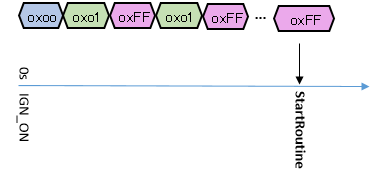 0x00 0x01 0xFF 0x01 0xFF ... 0xFF
0s IGN_ON
StartRoutine